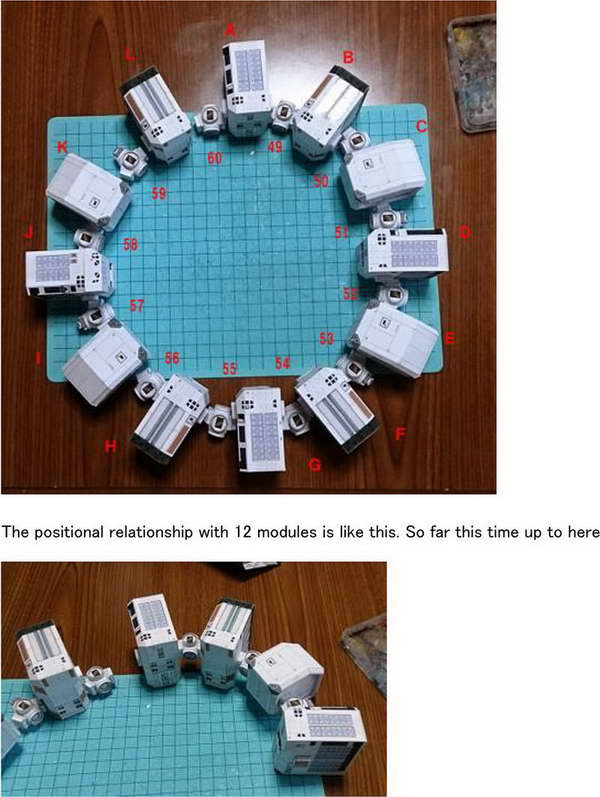 A
L
B
C
K
49
60
50
59
J
51
D
58
52
57
53
E
I
56
55
54
H
F
G
The positional relationship with 12 modules is like this. So far this time up to here